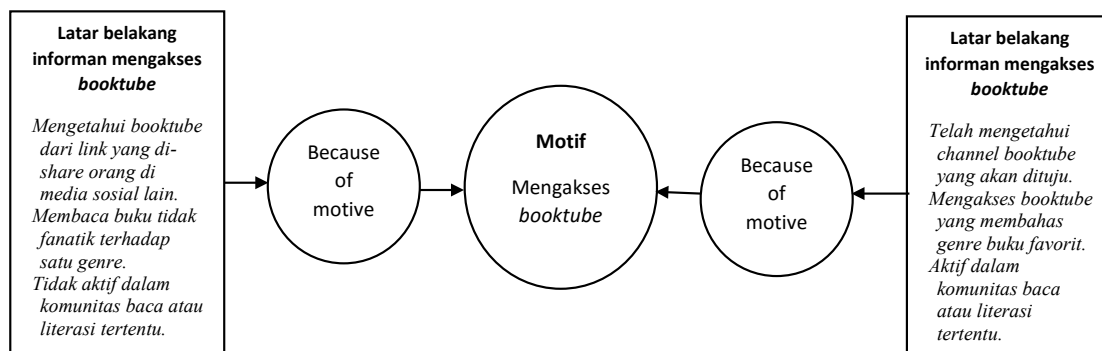 Latar belakang
informan mengakses
booktube
Mengetahui booktube
dari link yang di-
share orang di
media sosial lain.
Membaca buku tidak
fanatik terhadap
satu genre.
Tidak aktif dalam
komunitas baca atau
literasi tertentu.
Because
of
motive
Motif
Mengakses
booktube
Because
of
motive
Latar belakang
informan mengakses
booktube
Telah mengetahui
channel booktube
yang akan dituju.
Mengakses booktube
yang membahas
genre buku favorit.
Aktif dalam
komunitas baca
atau literasi
tertentu.